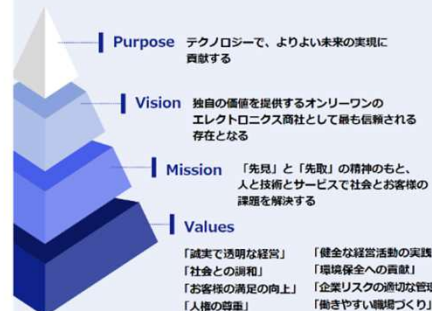 Purpose
テクノロジーで、よりよい未来の実現に
貢献する
Vision
独自の価値を提供するオンリーワンの
エレクトロニクス商社として最も信頼される
存在となる
Mission
「先見」と「先取」の精神のもと、
人と技術とサービスで社会とお客様の
課題を解決する
Values
「誠実で透明な経営」 「健全な経営活動の実践
「社会との調和」 「環境保全への貢献」
「お客様の満足の向上」 「企業リスクの適切な管理
「人権の尊重」 「働きやすい職場づくり」